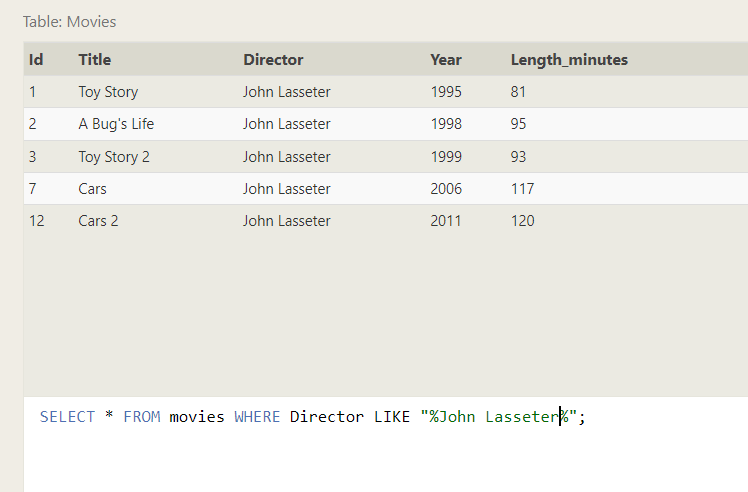 Table: Movies
Id Title Director Year Length_minutes
1 Toy Story John Lasseter 1995 81
2 A Bug's Life John Lasseter 1998 95
3 Toy Story 2 John Lasseter 1999 93
7 Cars John Lasseter 2006 117
12 Cars 2 John Lasseter 2011 120
SELECT * FROM movies WHERE Director LIKE "%John Lasseter%";